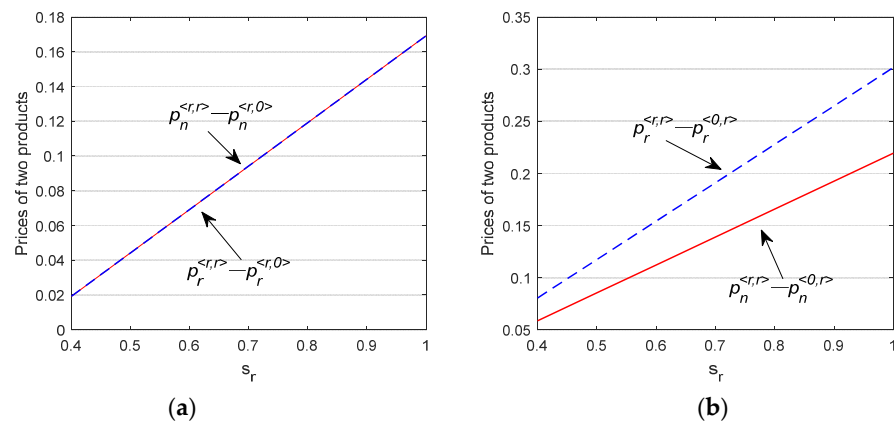 0.18
0.16
0.14
0.12
0.1
0.08
0.06
0.04
0.02
0
Prices of two products
p_n^<r,r>—p_n^<r,0>
p_r^<r,r>—p_r^<r,0>
0.4 0.5 0.6 0.7 0.8 0.9 1
s_r
(a)
0.35
0.3
0.25
0.2
0.15
0.1
0.05
Prices of two products
p_r^<r,r>—p_r^<0,r>
p_n^<r,r>—p_n^<0,r>
0.4 0.5 0.6 0.7 0.8 0.9 1
s_r
(b)